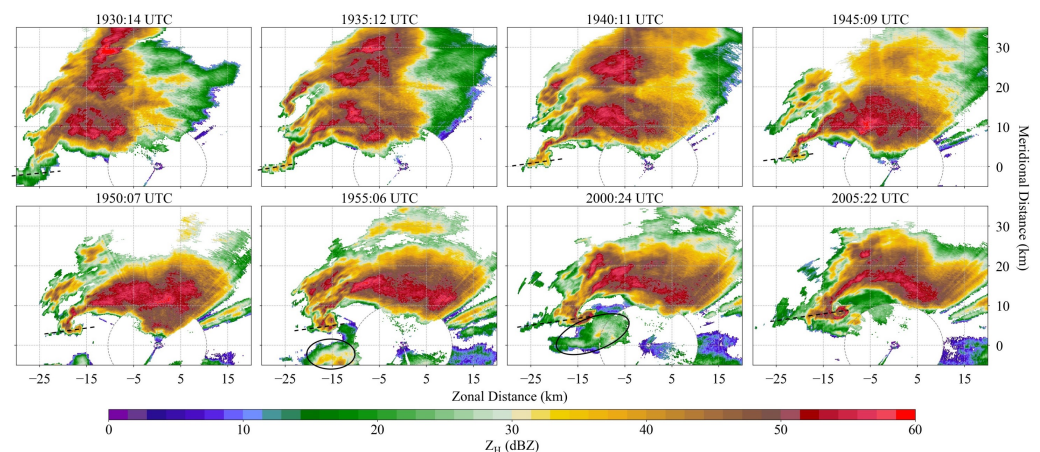 1930:14 UTC 1935:12 UTC 1940:11 UTC 1945:09 UTC
30
20
10
0
1950:07 UTC 1955:06 UTC 2000:24 UTC 2005:22 UTC
30
20
10
0
Meridional Distance (km)
−25 −15 −5 5 15 −25 −15 −5 5 15 −25 −15 −5 5 15 −25 −15 −5 5 15
Zonal Distance (km)
0 10 20 30 40 50 60
Z_H (dBZ)